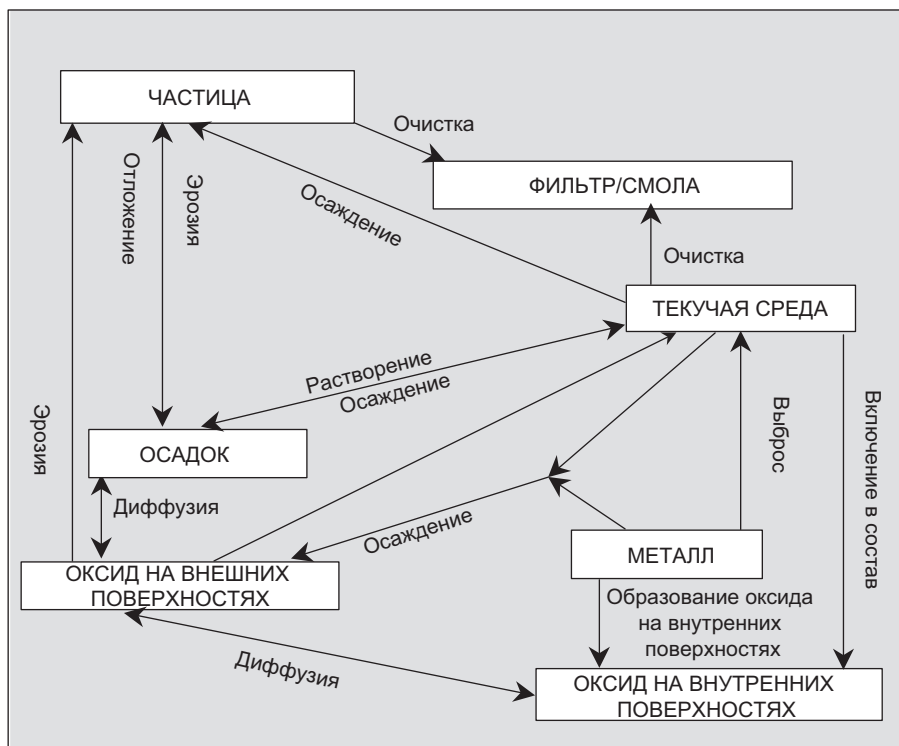 ЧАСТИЦА
Очистка
ФИЛЬТР/СМОЛА
Отложение
Эрозия
Осаждение
Очистка
ТЕКУЧАЯ СРЕДА
Растворение
Осаждение
Эрозия
ОСАДОК
Выброс
Включение в состав
Диффузия
Осаждение
МЕТАЛЛ
ОКСИД НА ВНЕШНИХ
ПОВЕРХНОСТЯХ
Образование оксида
на внутренних
поверхностях
Диффузия
ОКСИД НА ВНУТРЕННИХ
ПОВЕРХНОСТЯХ